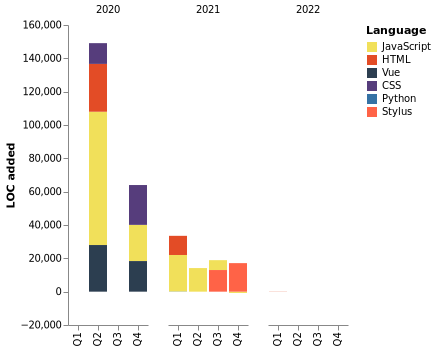 2020 2021 2022
Language
JavaScript
HTML
Vue
CSS
Python
Stylus
LOC added
160,000
140,000
120,000
100,000
80,000
60,000
40,000
20,000
0
−20,000
Q1 Q2 Q3 Q4 Q1 Q2 Q3 Q4 Q1 Q2 Q3 Q4